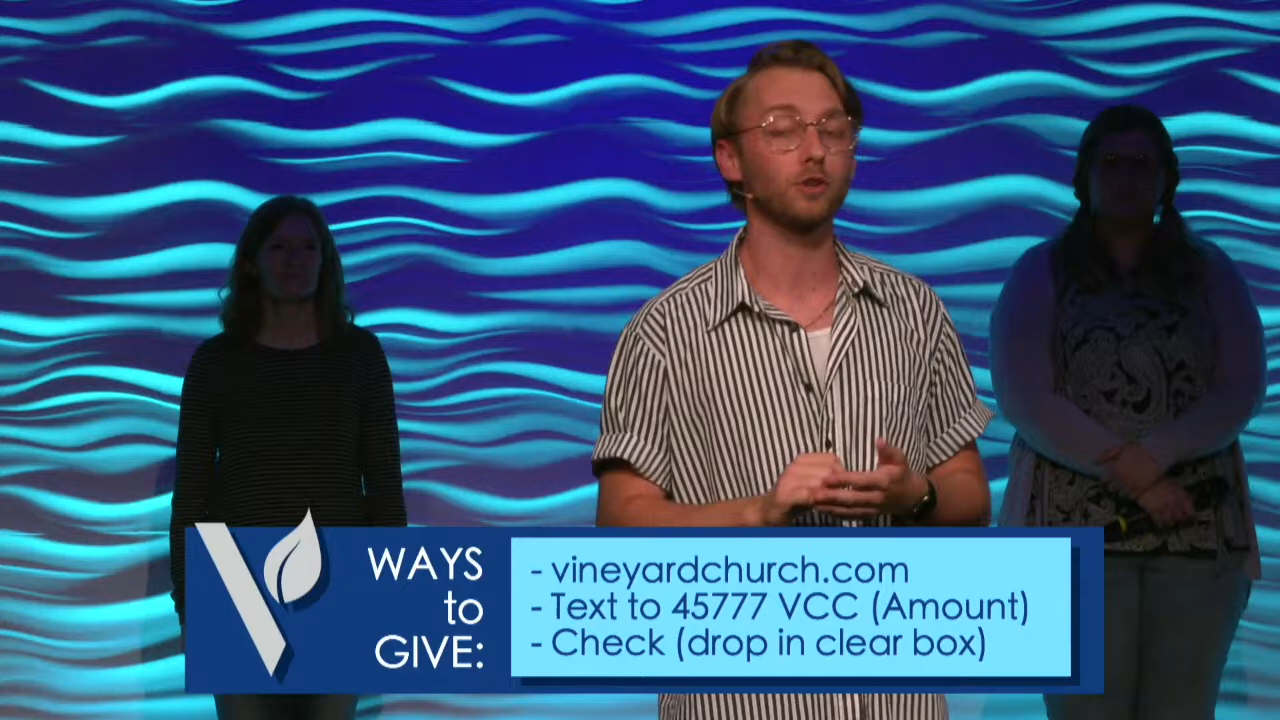 WAYS
to
GIVE:
- vineyardchurch.com
- Text to 45777 VCC (Amount)
- Check (drop in clear box)